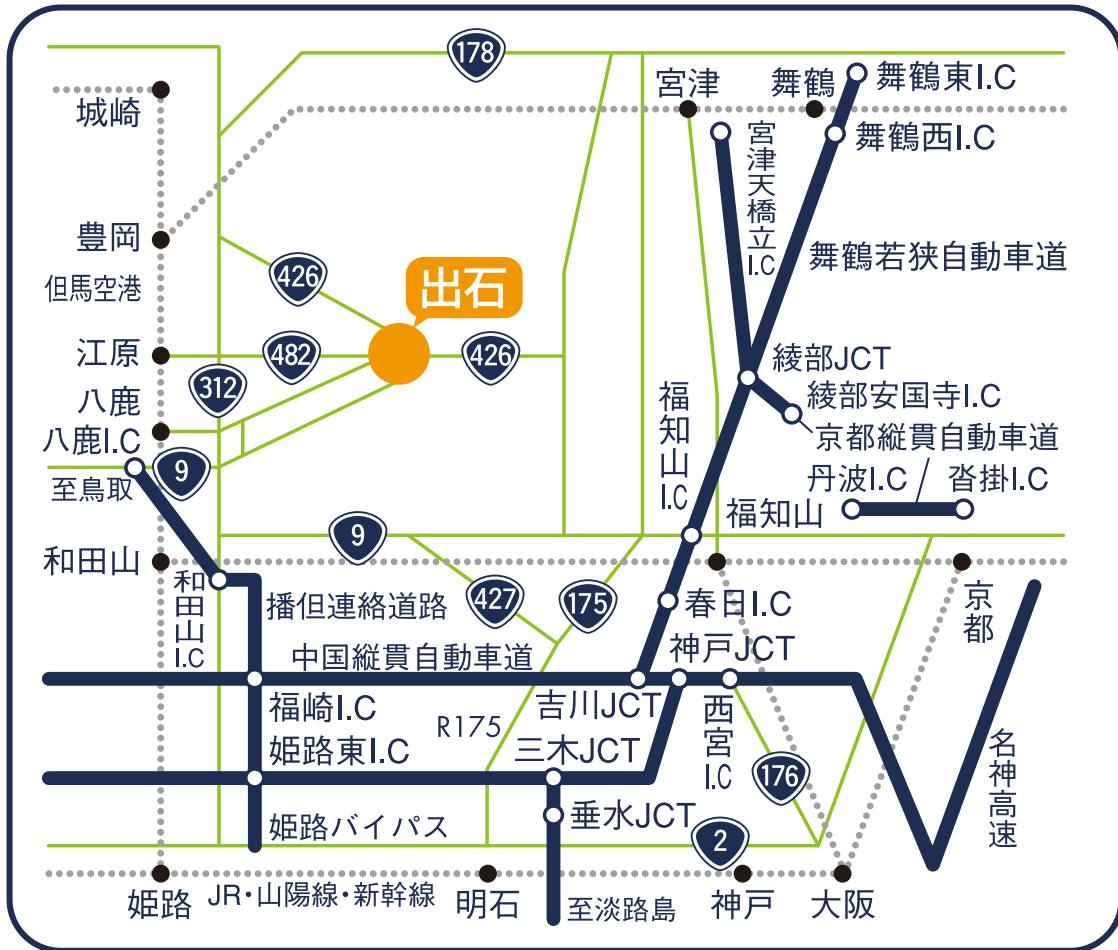 178
宮津
舞鶴
舞鶴東I.C
城崎
舞鶴西I.C
宮津天橋立I.C
豊岡
舞鶴若狭自動車道
但馬空港
426
出石
江原
482
426
綾部JCT
312
八鹿
綾部安国寺I.C
福知山I.C
八鹿I.C
京都縦貫自動車道
9
至鳥取
丹波I.C
沓掛I.C
福知山
9
和田山
和田山I.C
427
175
春日I.C
京都
播但連絡道路
中国縦貫自動車道
神戸JCT
福崎I.C
吉川JCT
西宮I.C
R175
姫路東I.C
三木JCT
名神高速
176
姫路バイパス
垂水JCT
2
姫路
JR・山陽線・新幹線
明石
至淡路島
神戸
大阪